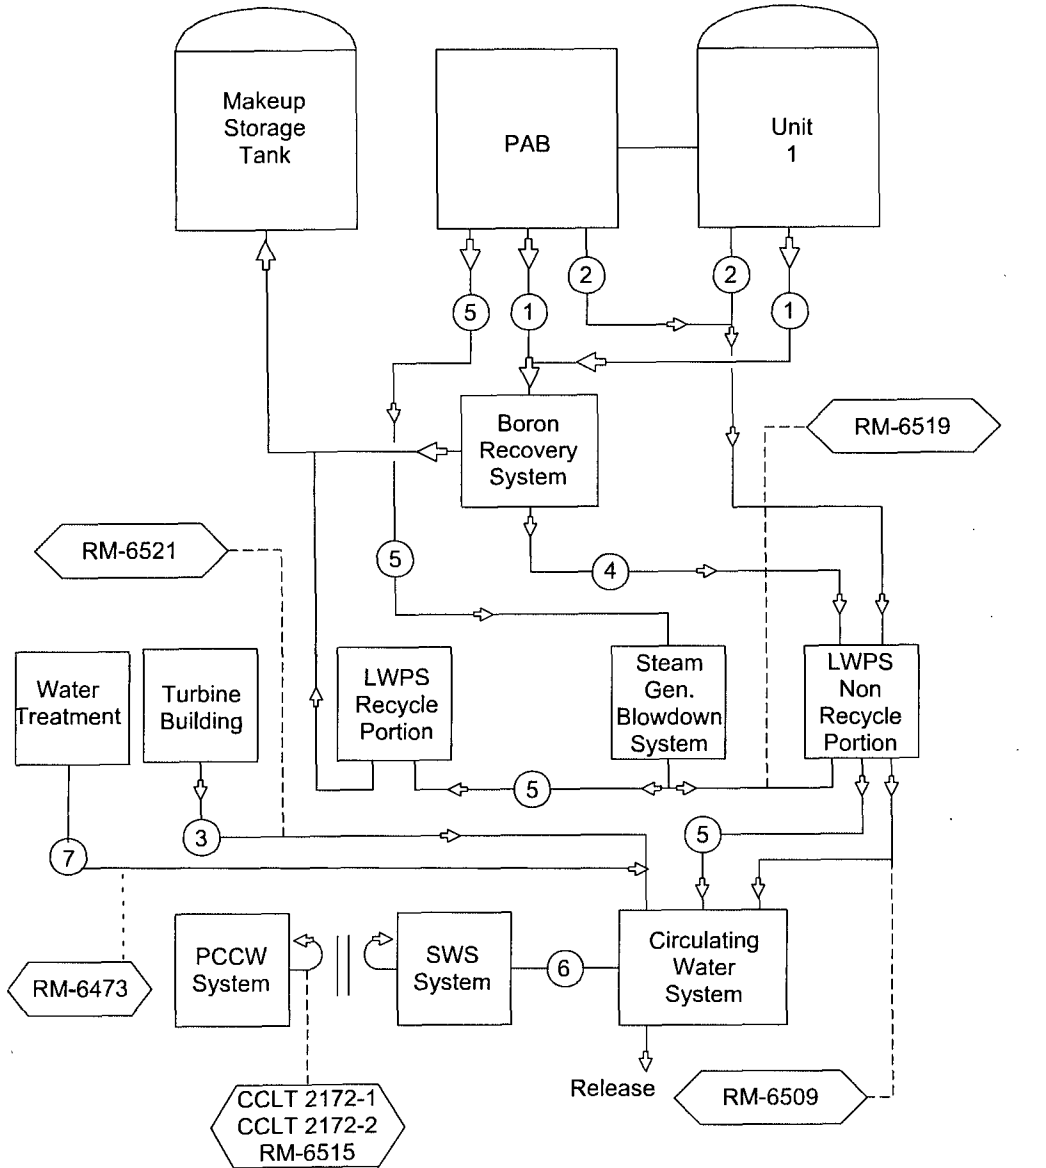 Makeup
Storage
Tank
PAB
Unit
1
2
2
5
1
1
Boron
Recovery
System
RM-6519
RM-6521
5
4
Water
Treatment
Turbine
Building
LWPS
Recycle
Portion
Steam
Gen.
Blowdown
System
LWPS
Non
Recycle
Portion
5
3
5
7
PCCW
System
SWS
System
6
Circulating
Water
System
RM-6473
Release
RM-6509
CCLT 2172-1
CCLT 2172-2
RM-6515